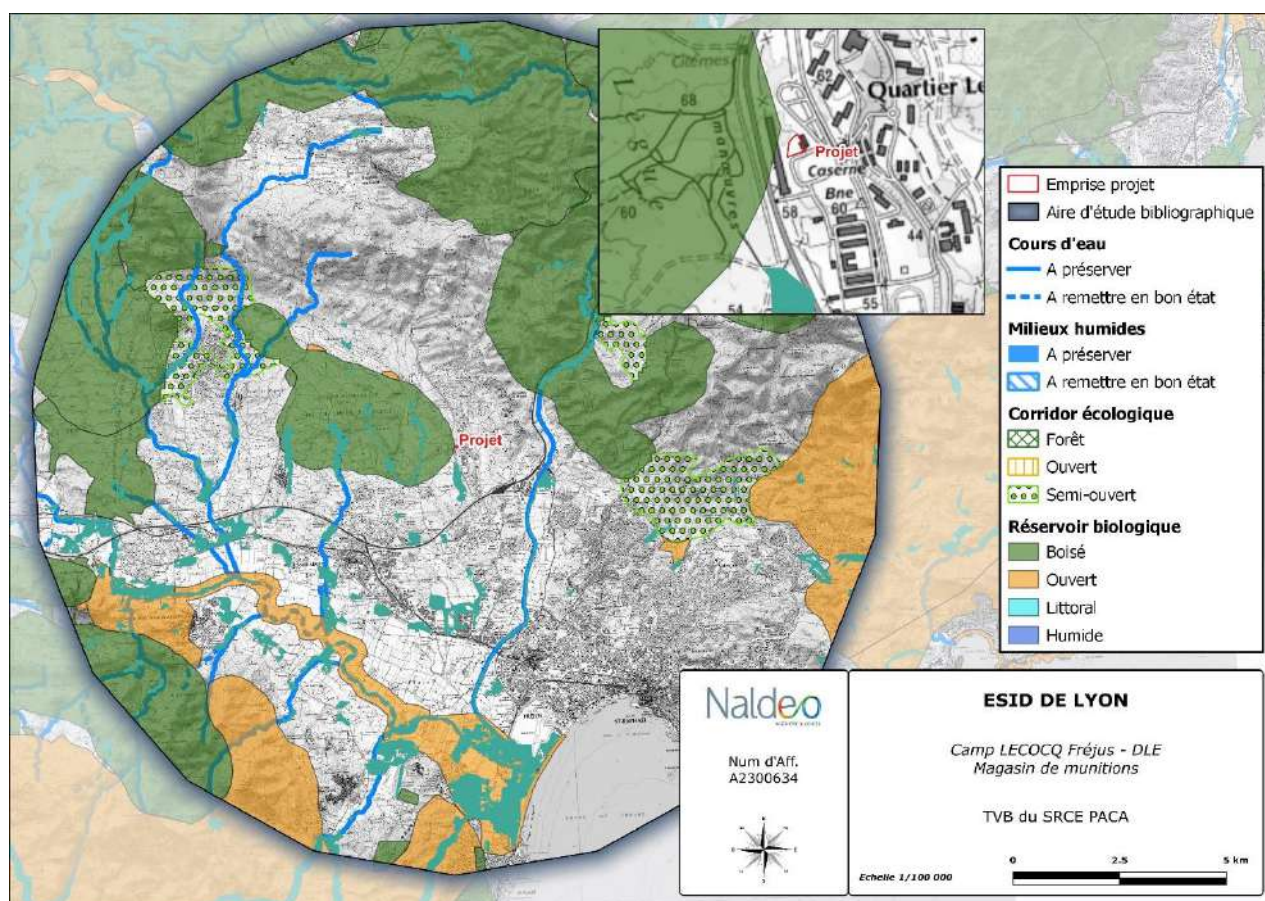 Citernes
68
62
Quartier Le
Projet
Caserne
manoeuvre
Bne
60
60
58
44
54
55
Projet
Emprise projet
Aire d'étude bibliographique
Cours d'eau
A préserver
A remettre en bon état
Milieux humides
A préserver
A remettre en bon état
Corridor écologique
Forêt
Ouvert
Semi-ouvert
Réservoir biologique
Boisé
Ouvert
Littoral
Humide
Naldeo
Num d'Aff.
A2300634
ESID DE LYON
Camp LECOCQ Fréjus - DLE
Magasin de munitions
TVB du SRCE PACA
Echelle 1/100 000
0
2.5
5 km